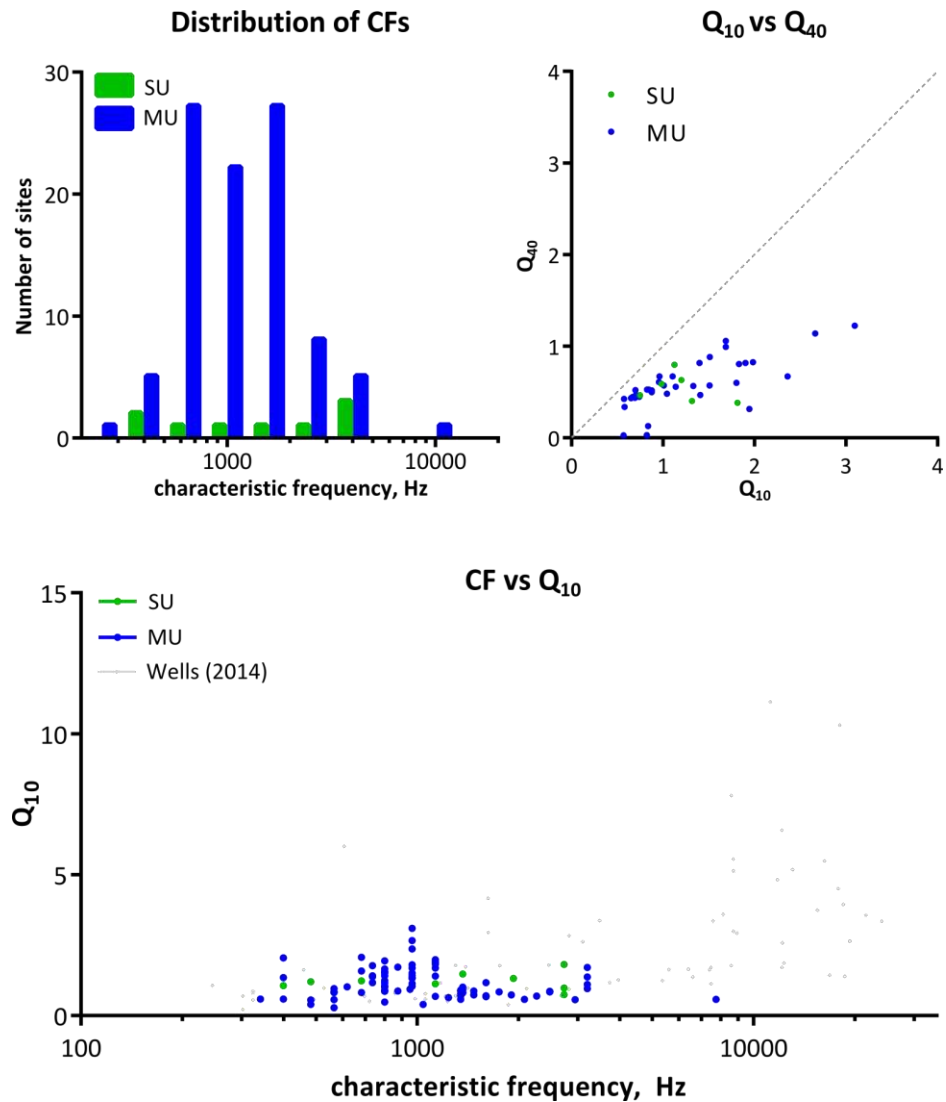 Distribution of CFs
30
20
10
0
Number of sites
SU
MU
1000
10000
characteristic frequency, Hz
Q₁₀ vs Q₄₀
4
3
2
1
0
Q₄₀
SU
MU
0
1
2
3
4
Q₁₀
CF vs Q₁₀
15
10
5
0
Q₁₀
SU
MU
Wells (2014)
100
1000
10000
characteristic frequency, Hz